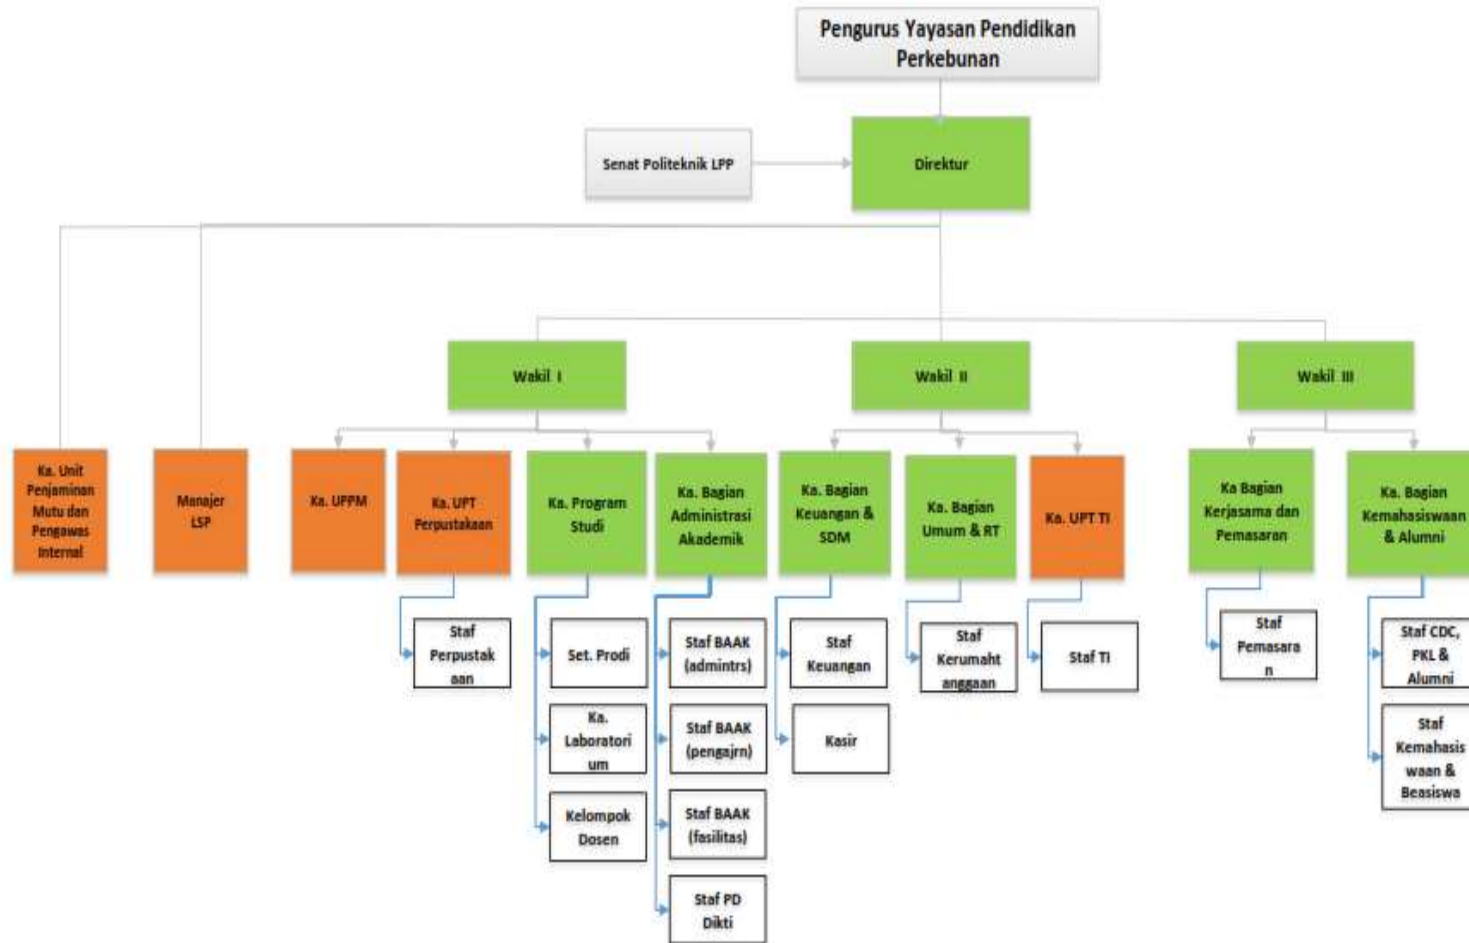 Pengurus Yayasan Pendidikan
Perkebunan
Senat Politeknik LPP
Direktur
Wakil I
Wakil II
Wakil III
Ka. Unit
Penjaminan
Mutu dan
Pengawas
Internal
Manajer
LSP
Ka. UPPM
Ka. UPT
Perpustakaan
Ka. Program
Studi
Ka. Bagian
Administrasi
Akademik
Ka. Bagian
Keuangan &
SDM
Ka. Bagian
Umum & RT
Ka. UPT TI
Ka Bagian
Kerjasama dan
Pemasaran
Ka. Bagian
Kemahasiswaan
& Alumni
Staf
Perpustak
aan
Set. Prodi
Staf BAAK
(admintrs)
Staf
Keuangan
Staf
Kerumaht
anggaan
Staf TI
Staf
Pemasara
n
Staf CDC,
PKL &
Alumni
Ka.
Laboratori
um
Staf BAAK
(pengajrn)
Kasir
Staf
Kemahasis
waan &
Beasiswa
Kelompok
Dosen
Staf BAAK
(fasilitas)
Staf PD
Dikti